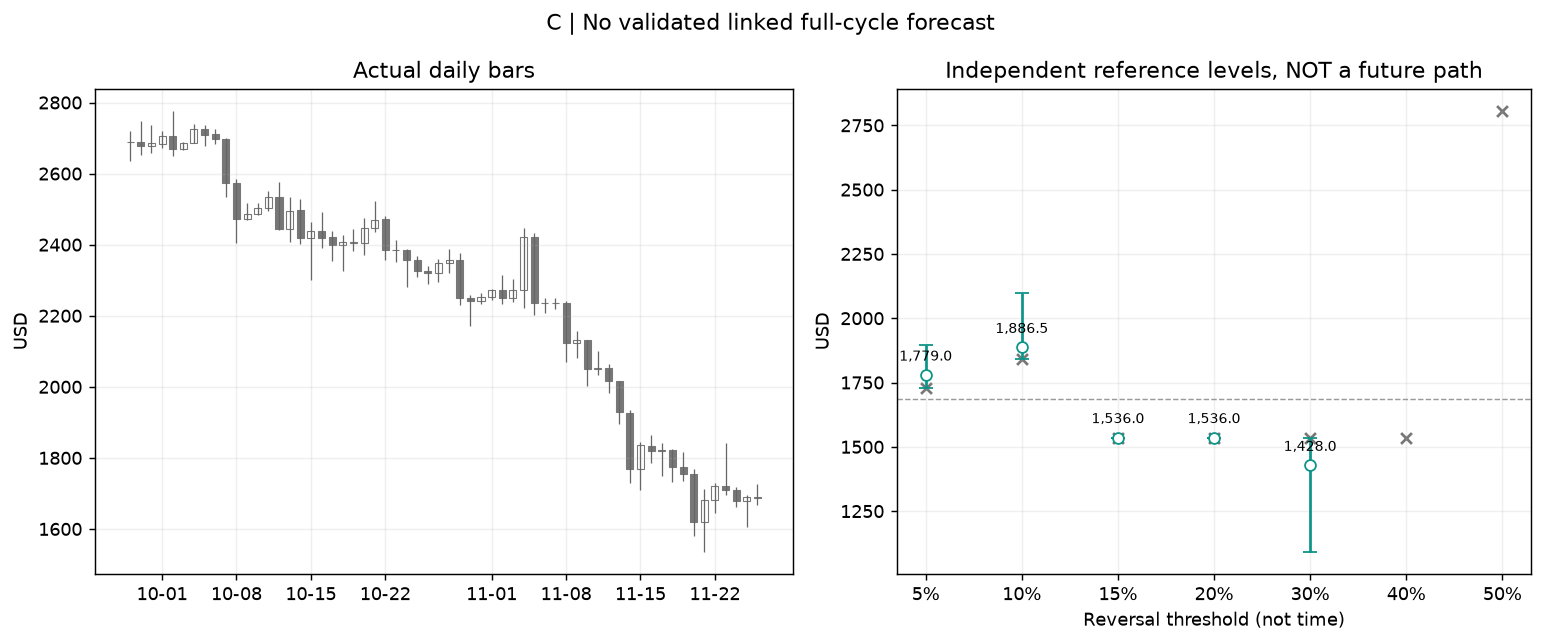 C | No validated linked full-cycle forecast
Actual daily bars
USD
2800
2600
2400
2200
2000
1800
1600
10-01 10-08 10-15 10-22 11-01 11-08 11-15 11-22
Independent reference levels, NOT a future path
USD
2750
2500
2250
2000
1750
1500
1250
1,779.0
1,886.5
1,536.0
1,536.0
1,428.0
5% 10% 15% 20% 30% 40% 50%
Reversal threshold (not time)